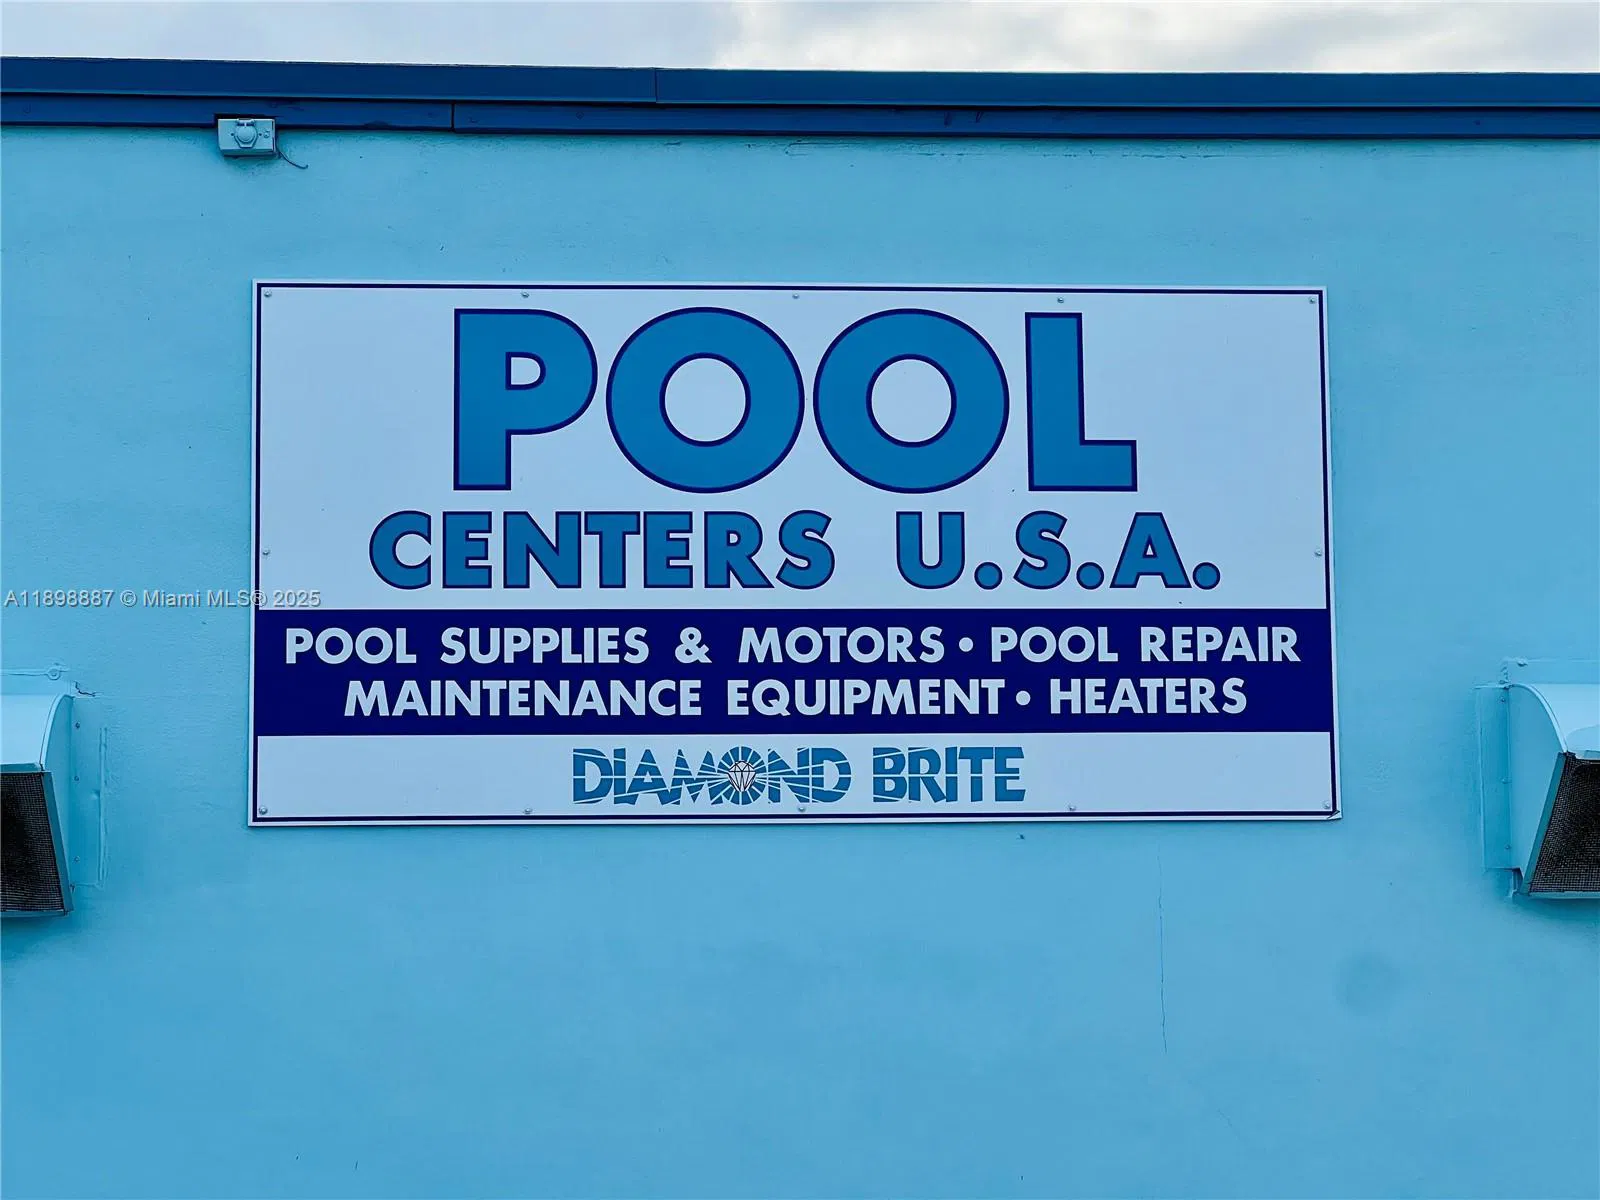 POOL
CENTERS U.S.A.
A11898887 © Miami MLS® 2025
POOL SUPPLIES & MOTORS • POOL REPAIR
MAINTENANCE EQUIPMENT • HEATERS
DIAMOND BRITE